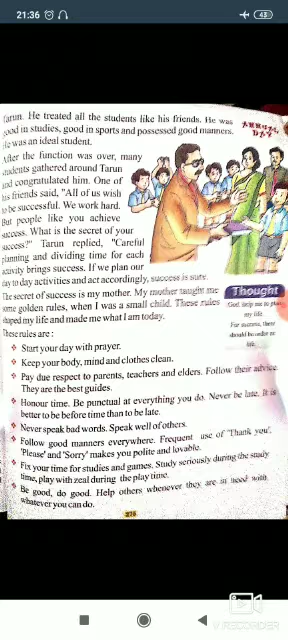 21:36
43
Tarun. He treated all the students like his friends. He was
good in studies, good in sports and possessed good manners.
He was an ideal student.
ANNUAL
DAY
After the function was over, many
students gathered around Tarun
and congratulated him. One of
his friends said, "All of us wish
to be successful. We work hard.
But people like you achieve
success. What is the secret of your
success?" Tarun replied, "Careful
planning and dividing time for each
activity brings success. If we plan our
day to day activities and act accordingly, success is sure.
The secret of success is my mother. My mother taught me
some golden rules, when I was a small child. These rules
shaped my life and made me what I am today.
These rules are :
Thought
God, help me to plan
my life.
For success, there
should be order in
life.
Start your day with prayer.
Keep your body, mind and clothes clean.
Pay due respect to parents, teachers and elders. Follow their advice.
They are the best guides.
Honour time. Be punctual at everything you do. Never be late. It is
better to be before time than to be late.
Never speak bad words. Speak well of others.
Follow good manners everywhere. Frequent use of 'Thank you',
'Please' and 'Sorry' makes you polite and lovable.
Fix your time for studies and games. Study seriously during the study
time, play with zeal during the play time.
Be good, do good. Help others whenever they are in need with
whatever you can do.
V RECORDER